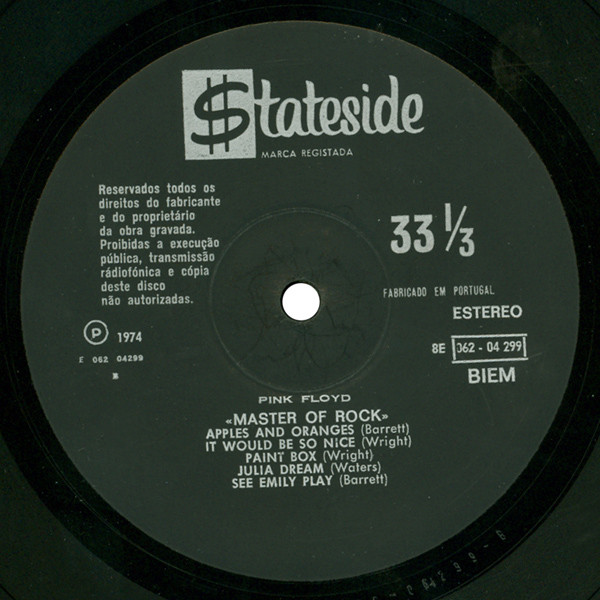 $tateside
MARCA REGISTADA
Reservados todos os
direitos do fabricante
e do proprietário
da obra gravada.
Proibidas a execução
pública, transmissão
rádiofónica e cópia
deste disco
não autorizadas.
33 1/3
FABRICADO EM PORTUGAL
ESTEREO
Ⓟ 1974
E 062 04299
8E 062 - 04 299
BIEM
PINK FLOYD
«MASTER OF ROCK»
APPLES AND ORANGES (Barrett)
IT WOULD BE SO NICE (Wright)
PAINT BOX (Wright)
JULIA DREAM (Waters)
SEE EMILY PLAY (Barrett)